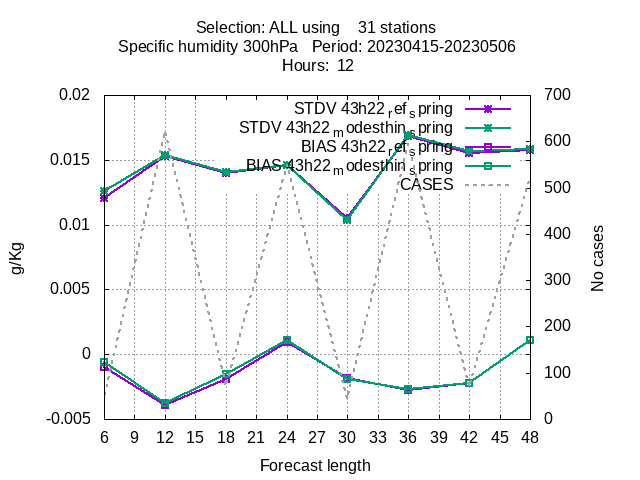 Selection: ALL using    31 stations
Specific humidity 300hPa   Period: 20230415-20230506
Hours:  12
0.02
0.015
0.01
0.005
0
-0.005
g/Kg
STDV 43h22_ref_spring
STDV 43h22_modesthin_spring
BIAS 43h22_ref_spring
BIAS 43h22_modesthin_spring
CASES
700
600
500
400
300
200
100
0
No cases
6 9 12 15 18 21 24 27 30 33 36 39 42 45 48
Forecast length